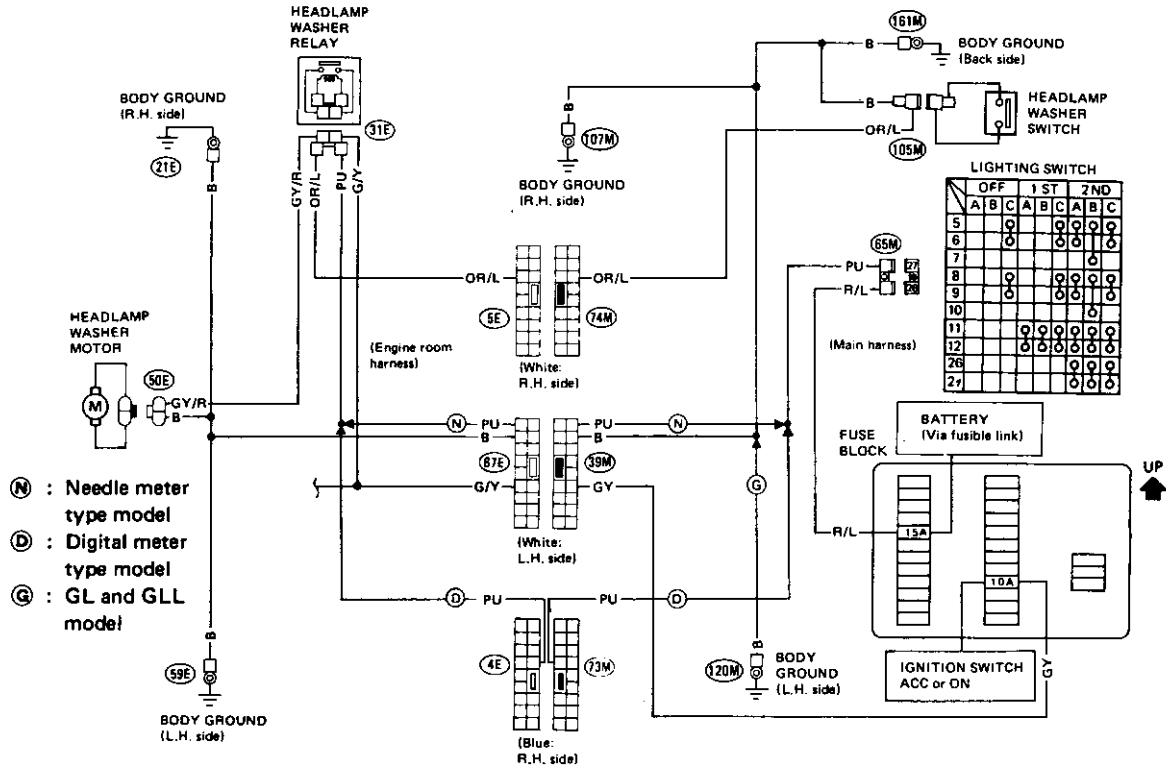 HEADLAMP
WASHER
RELAY
161M
B
BODY GROUND
(Back side)
BODY GROUND
(R.H. side)
21E
B
31E
GY/R
OR/L
PU
G/Y
B
107M
BODY GROUND
(R.H. side)
B
OR/L
105M
HEADLAMP
WASHER
SWITCH
LIGHTING SWITCH
OFF 1 ST 2 ND
A B C A B C A B C
5
6
7
8
9
10
11
12
26
27
65M
PU
R/L
27
26
OR/L
OR/L
5E
74M
(Engine room
harness)
(Main harness)
(White:
R.H. side)
HEADLAMP
WASHER
MOTOR
M
50E
GY/R
B
N PU
B
PU N
B
87E
39M
G/Y
GY
(White:
L.H. side)
G
N : Needle meter
type model
D : Digital meter
type model
G : GL and GLL
model
D PU
PU D
4E
73M
(Blue:
R.H. side)
B
59E
BODY GROUND
(L.H. side)
B
120M
BODY
GROUND
(L.H. side)
BATTERY
(Via fusible link)
FUSE
BLOCK
UP
R/L
15A
10A
IGNITION SWITCH
ACC or ON
GY